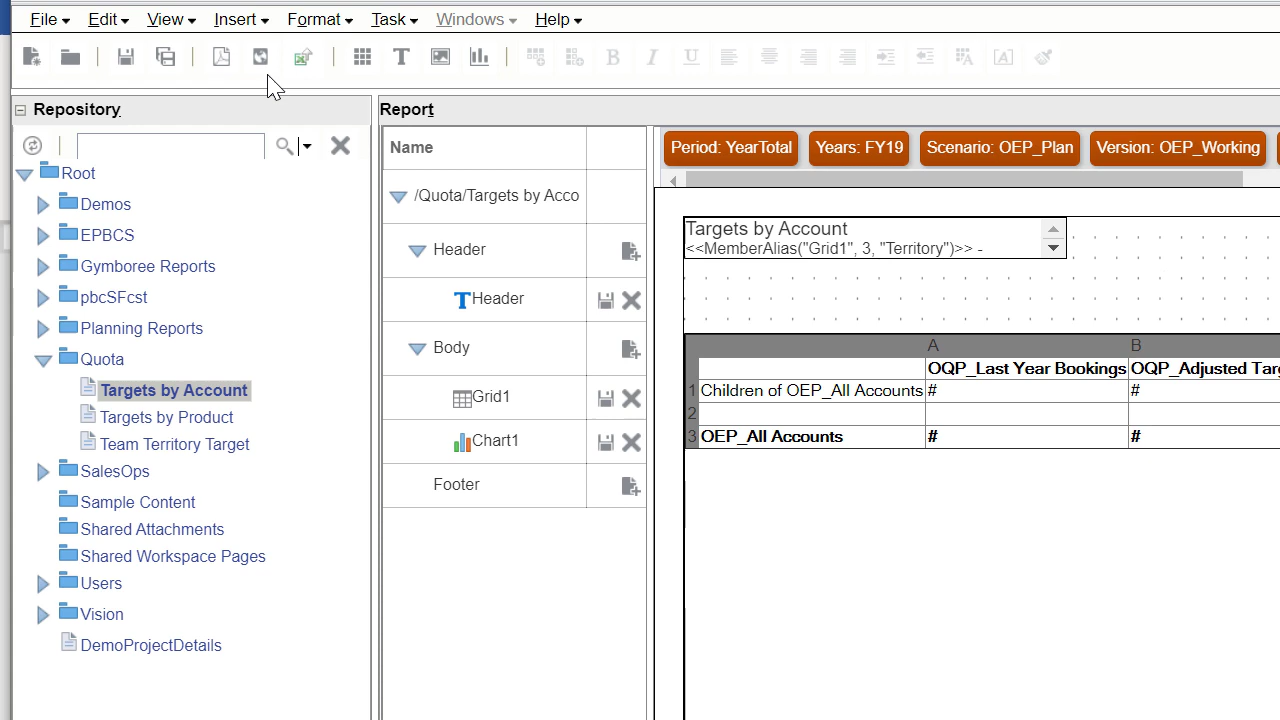 File Edit View Insert Format Task Windows Help
Repository
Root
Demos
EPBCS
Gymboree Reports
pbcSFcst
Planning Reports
Quota
Targets by Account
Targets by Product
Team Territory Target
SalesOps
Sample Content
Shared Attachments
Shared Workspace Pages
Users
Vision
DemoProjectDetails
Report
Name
/Quota/Targets by Acco
Header
Header
Body
Grid1
Chart1
Footer
Period: YearTotal Years: FY19 Scenario: OEP_Plan Version: OEP_Working
Targets by Account
<<MemberAlias("Grid1", 3, "Territory")>> -
A B
OQP_Last Year Bookings OQP_Adjusted Targ
1 Children of OEP_All Accounts # #
2
3 OEP_All Accounts # #